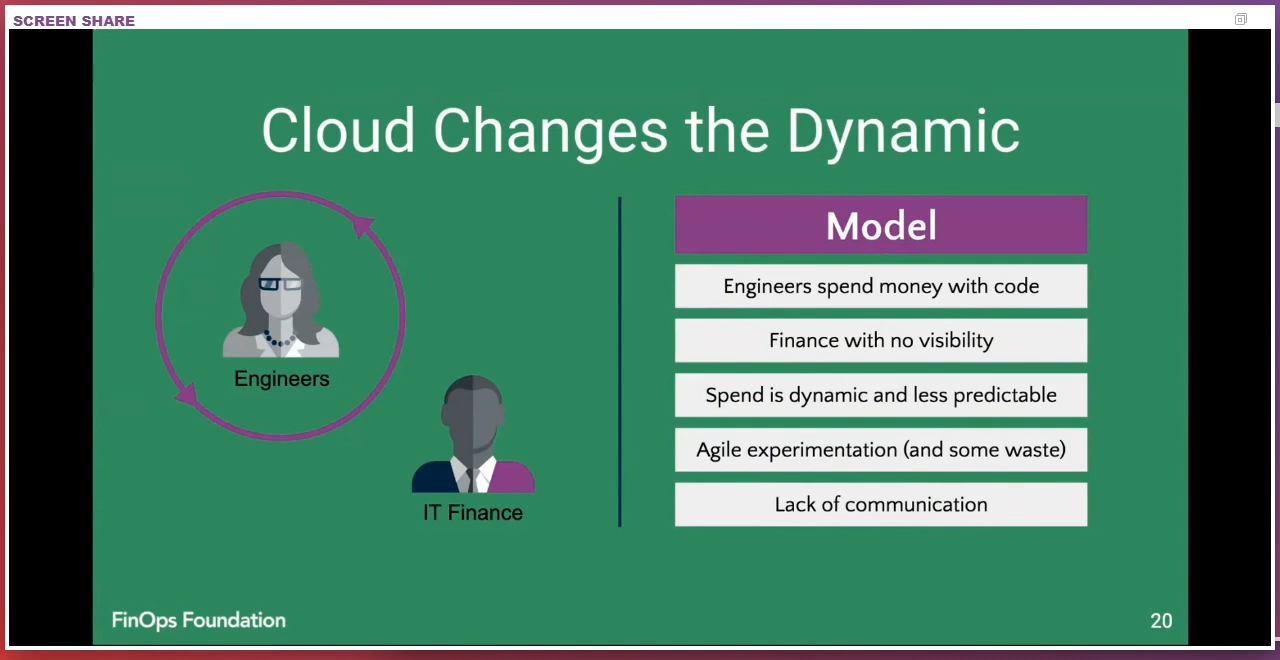 SCREEN SHARE
Cloud Changes the Dynamic
Engineers
IT Finance
Model
Engineers spend money with code
Finance with no visibility
Spend is dynamic and less predictable
Agile experimentation (and some waste)
Lack of communication
FinOps Foundation
20